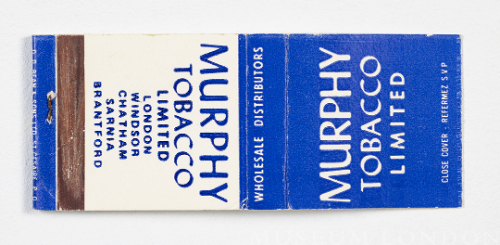 MURPHY
TOBACCO
LIMITED
LONDON
WINDSOR
CHATHAM
SARNIA
BRANTFORD
WHOLESALE DISTRIBUTORS
MURPHY
TOBACCO
LIMITED
CLOSE COVER - REFERMEZ S.V.P